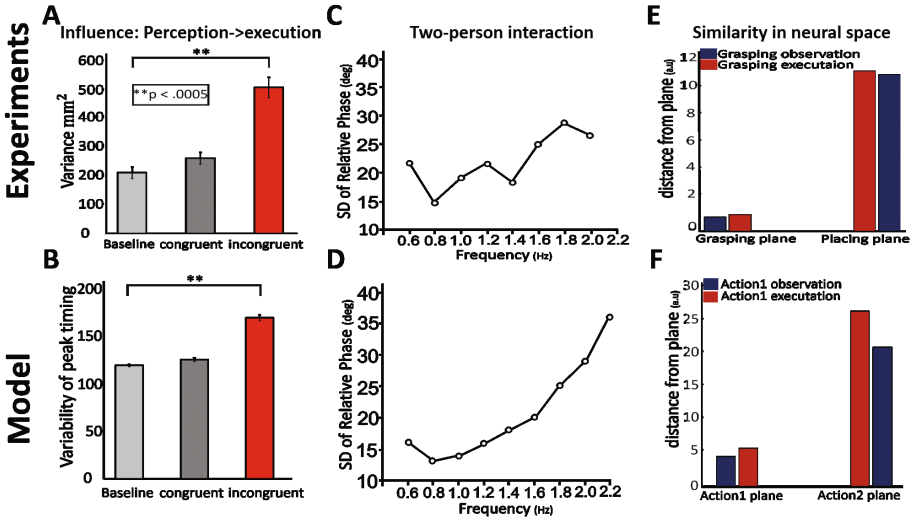 Experiments
A
Influence: Perception->execution
**
**p < .0005
Variance mm²
600
500
400
300
200
100
0
Baseline congruent incongruent
C
Two-person interaction
SD of Relative Phase (deg)
40
35
30
25
20
15
10
0.6 0.8 1.0 1.2 1.4 1.6 1.8 2.0 2.2
Frequency (Hz)
E
Similarity in neural space
Grasping observation
Grasping executaion
distance from plane (a.u)
12
10
8
6
4
2
0
Grasping plane Placing plane
Model
B
**
Variability of peak timing
200
150
100
50
0
Baseline congruent incongruent
D
SD of Relative Phase (deg)
40
35
30
25
20
15
10
0.6 0.8 1.0 1.2 1.4 1.6 1.8 2.0 2.2
Frequency (Hz)
F
Action1 observation
Action1 executation
distance from plane (a.u)
30
25
20
15
10
5
0
Action1 plane Action2 plane